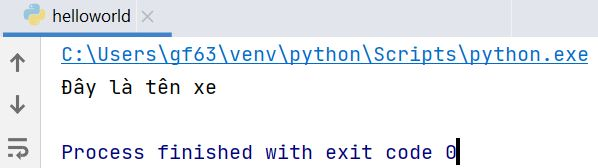 helloworld
C:\Users\gf63\venv\python\Scripts\python.exe
Đây là tên xe
Process finished with exit code 0